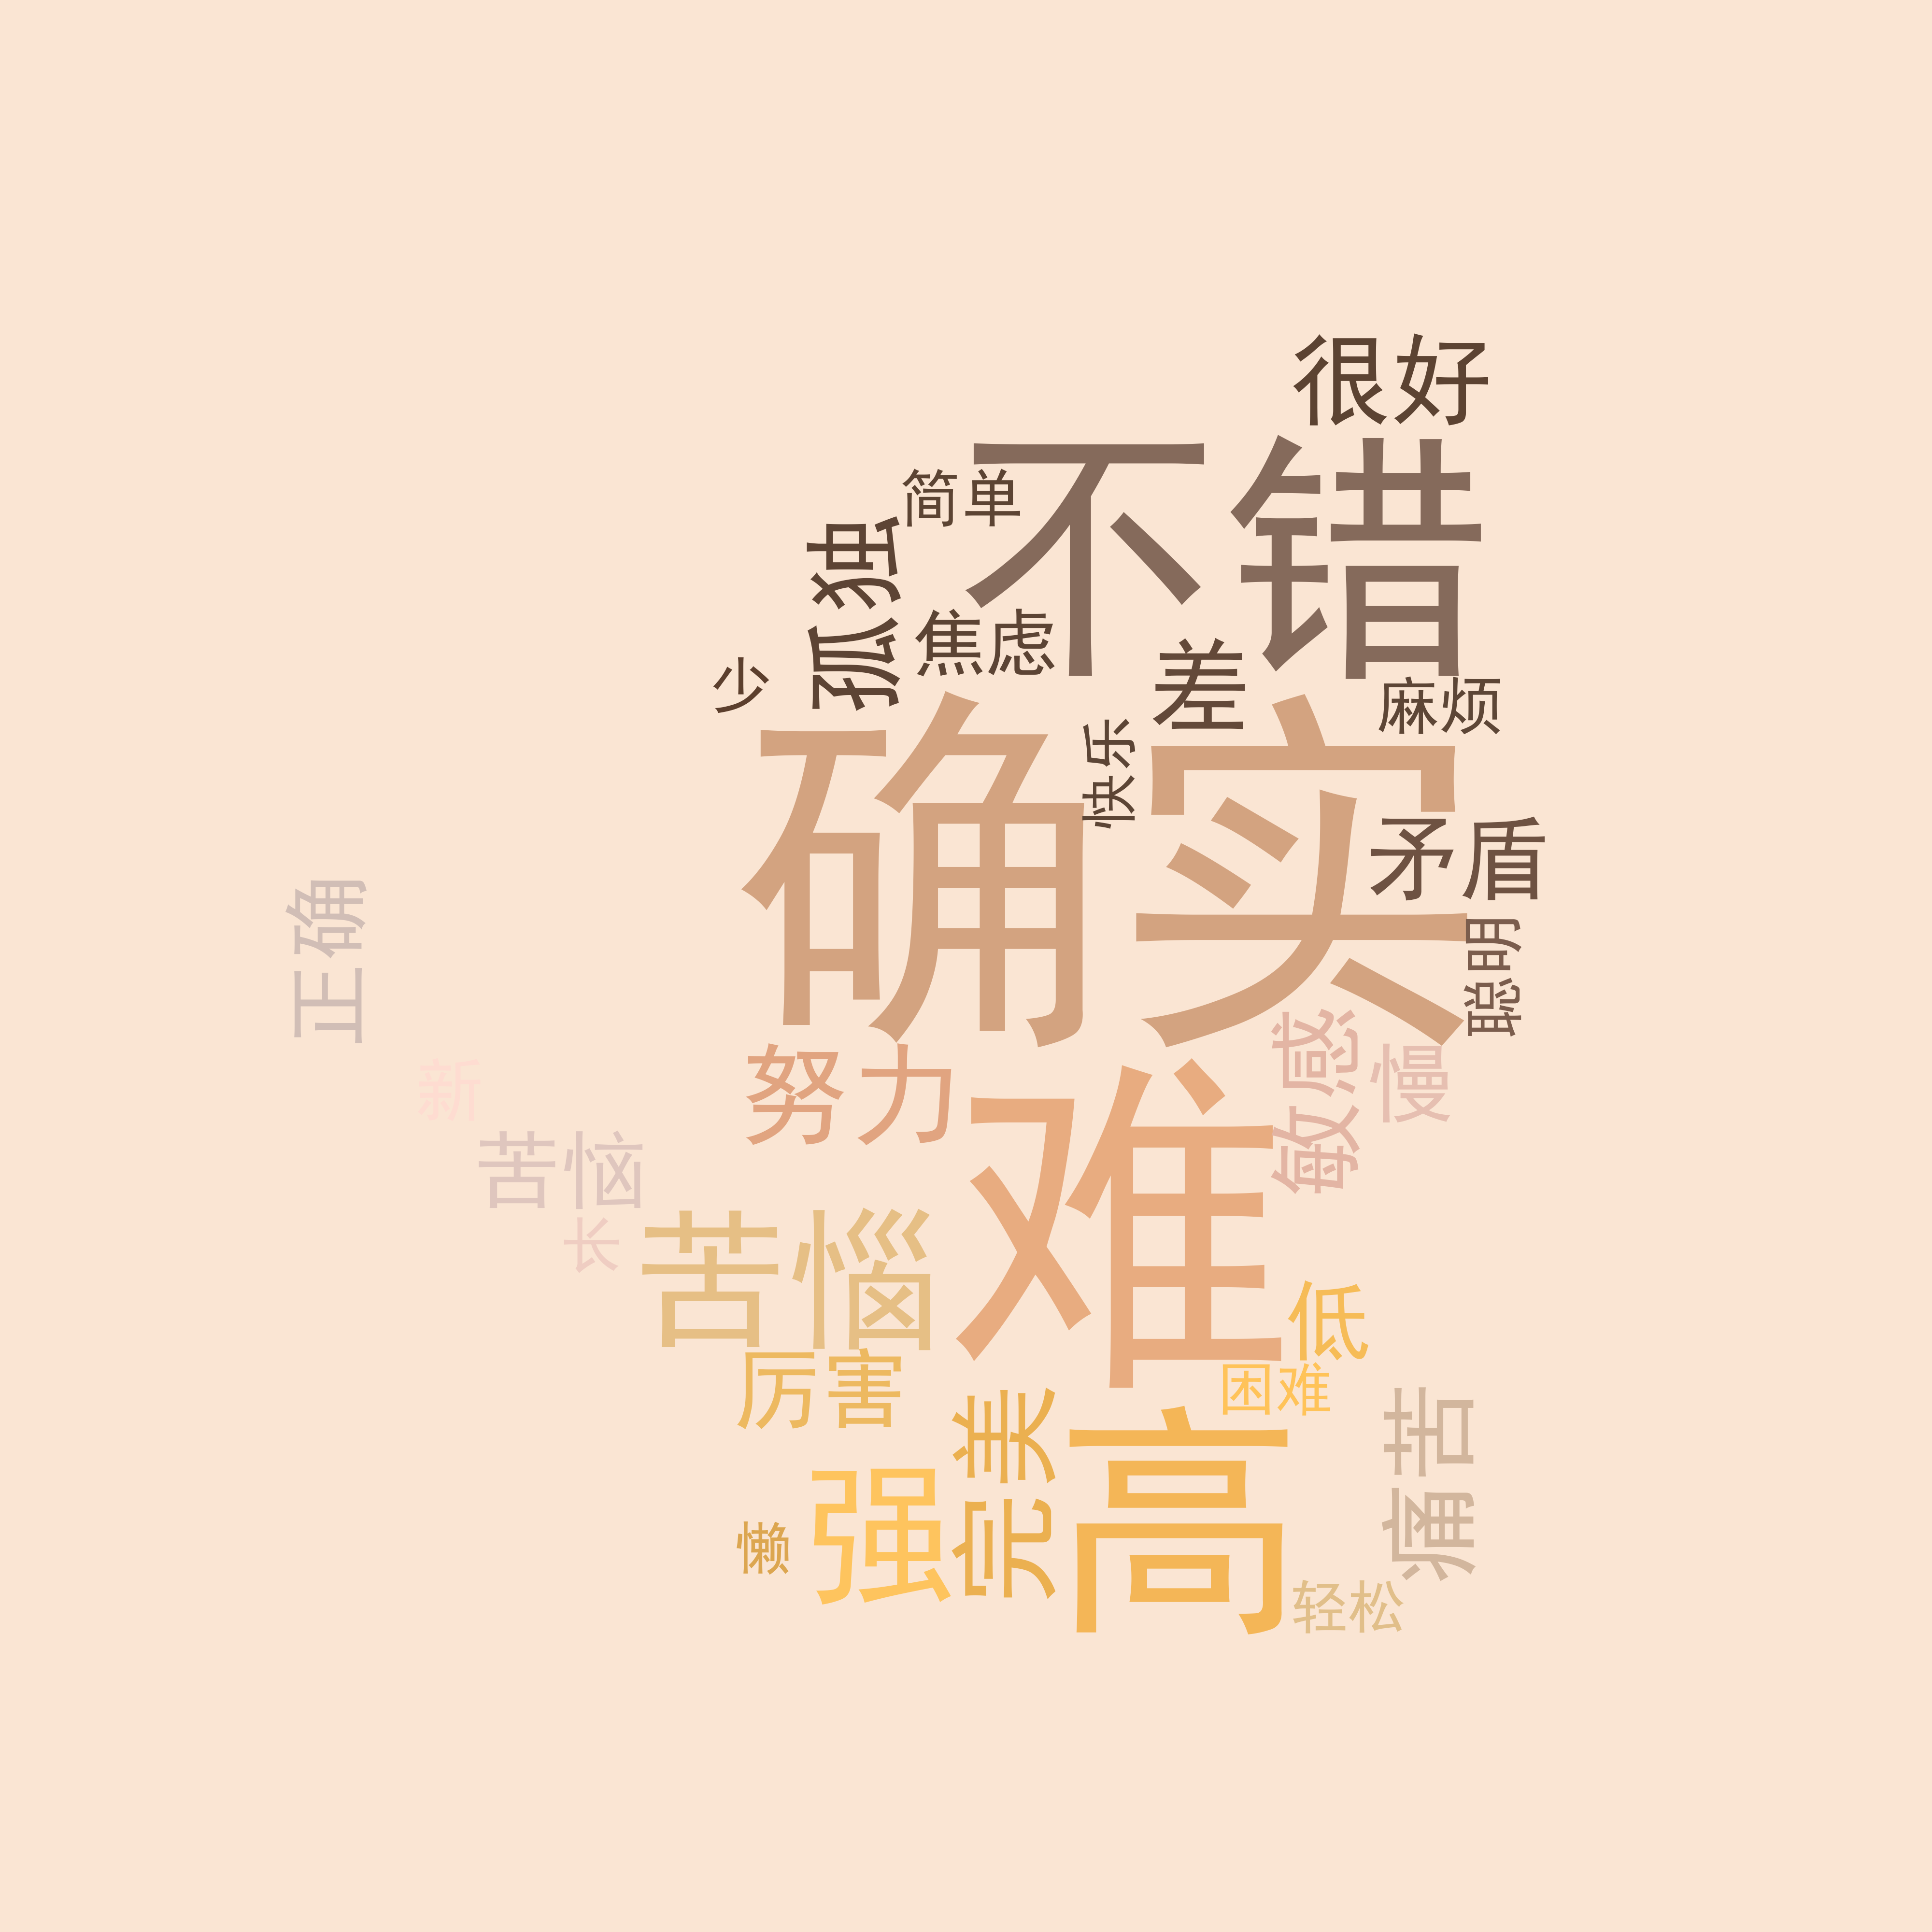 很好
不错
简单
孤独
焦虑
差
少
麻烦
快乐
确实
矛盾
正确
聪明
敏感
慢
努力
新
难
苦恼
长
苦惱
低
厉害
困难
完美
高
痛苦
强
懒
轻松